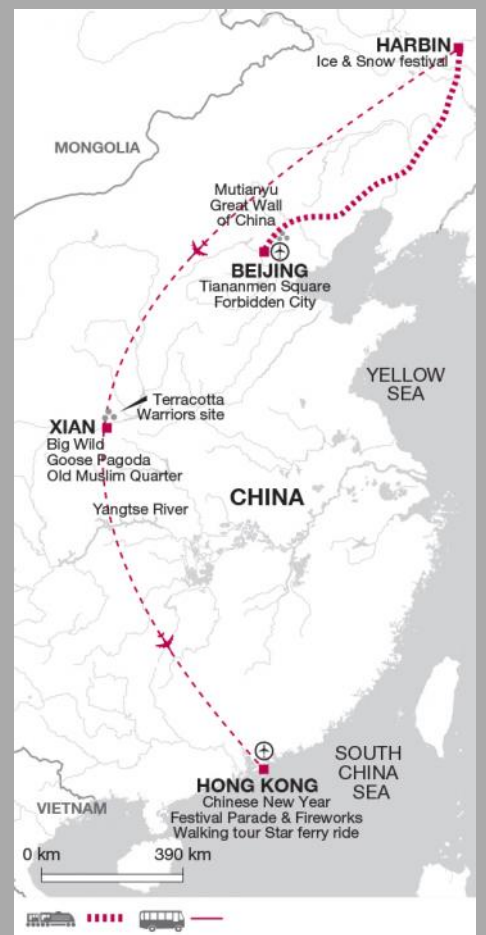 HARBIN
Ice & Snow festival
MONGOLIA
Mutianyu
Great Wall
of China
BEIJING
Tiananmen Square
Forbidden City
YELLOW
SEA
Terracotta
Warriors site
XIAN
Big Wild
Goose Pagoda
Old Muslim Quarter
CHINA
Yangtse River
SOUTH
CHINA
SEA
HONG KONG
Chinese New Year
Festival Parade & Fireworks
Walking tour Star ferry ride
VIETNAM
0 km 390 km